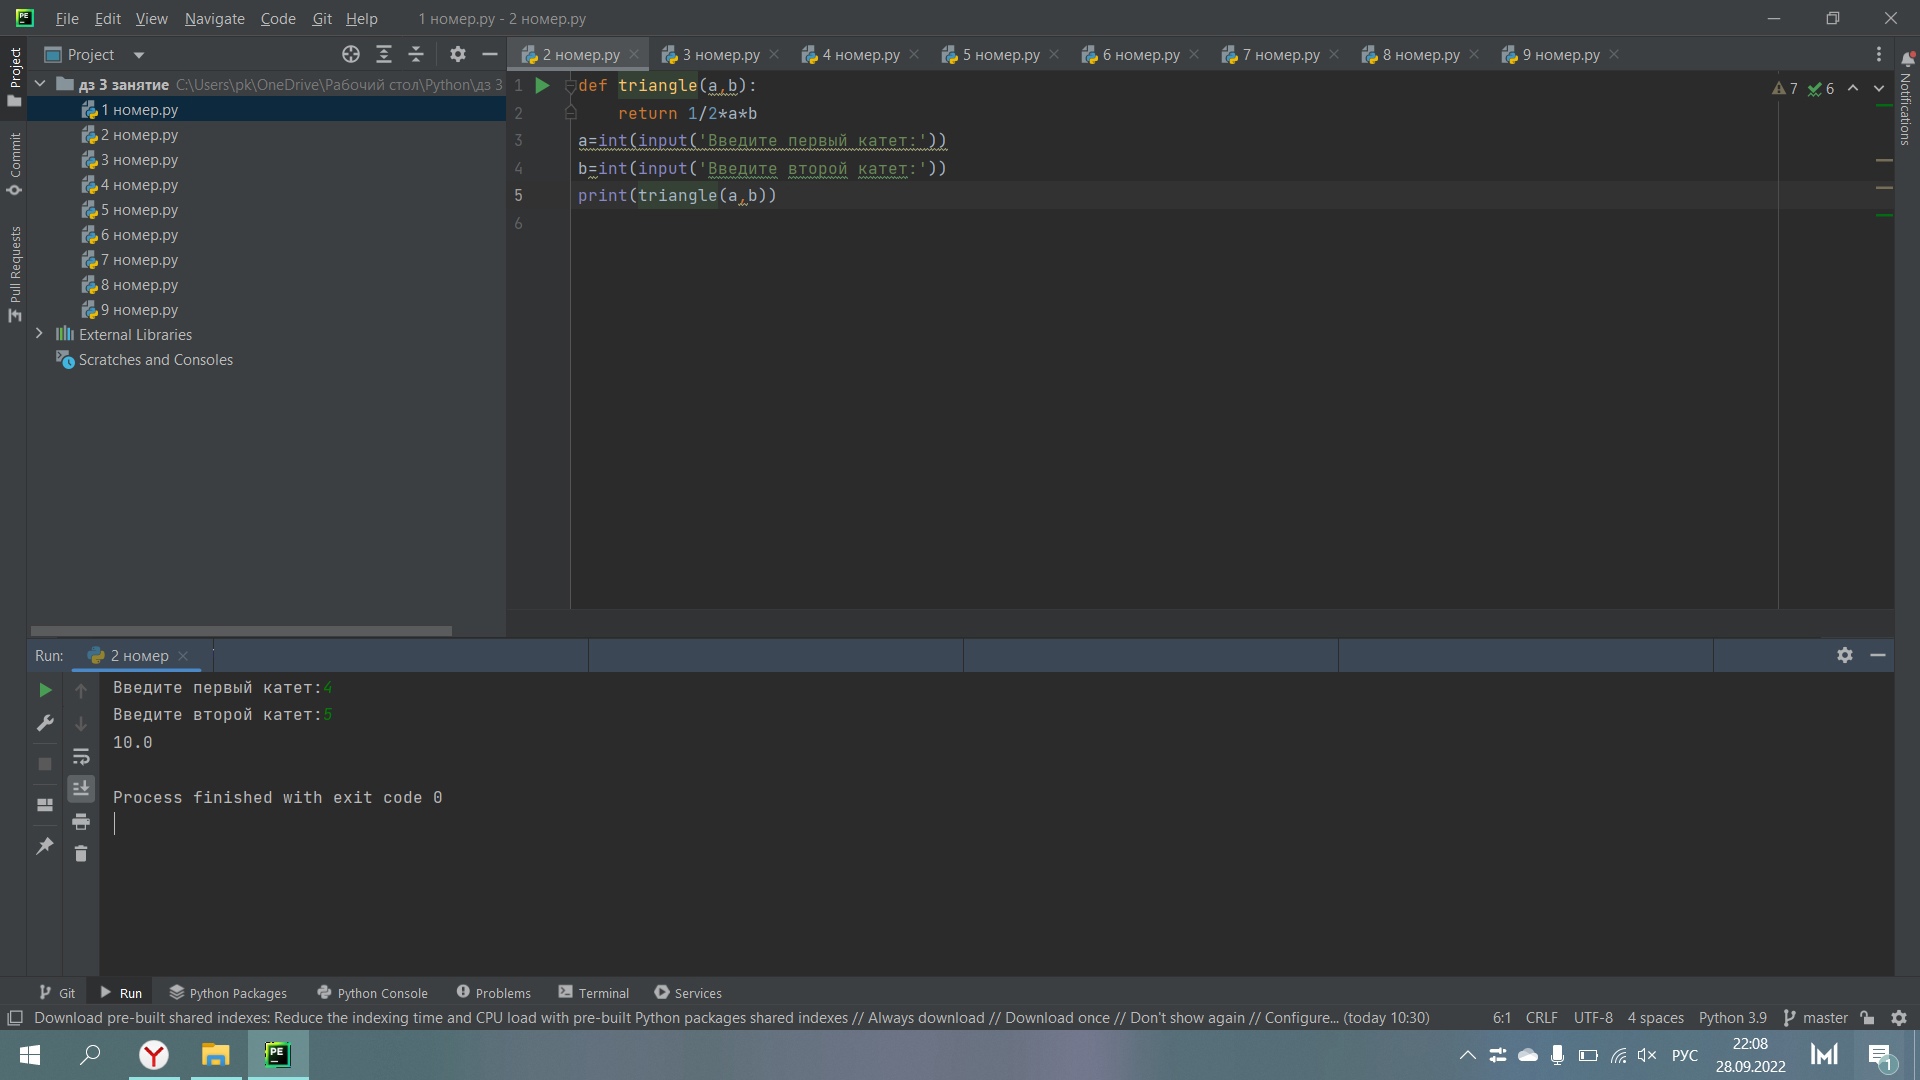 File Edit View Navigate Code Git Help 1 номер.py - 2 номер.py
Project
2 номер.py 3 номер.py 4 номер.py 5 номер.py 6 номер.py 7 номер.py 8 номер.py 9 номер.py
Project
Commit
Pull Requests
дз 3 занятие C:\Users\pk\OneDrive\Рабочий стол\Python\дз 3
1 номер.py
2 номер.py
3 номер.py
4 номер.py
5 номер.py
6 номер.py
7 номер.py
8 номер.py
9 номер.py
External Libraries
Scratches and Consoles
1 def triangle(a,b):
2 return 1/2*a*b
3 a=int(input('Введите первый катет:'))
4 b=int(input('Введите второй катет:'))
5 print(triangle(a,b))
6
7 6
Notifications
Run: 2 номер
Введите первый катет:4
Введите второй катет:5
10.0
Process finished with exit code 0
Git Run Python Packages Python Console Problems Terminal Services
Download pre-built shared indexes: Reduce the indexing time and CPU load with pre-built Python packages shared indexes // Always download // Download once // Don't show again // Configure... (today 10:30) 6:1 CRLF UTF-8 4 spaces Python 3.9 master
PE
РУС
22:08
28.09.2022
1